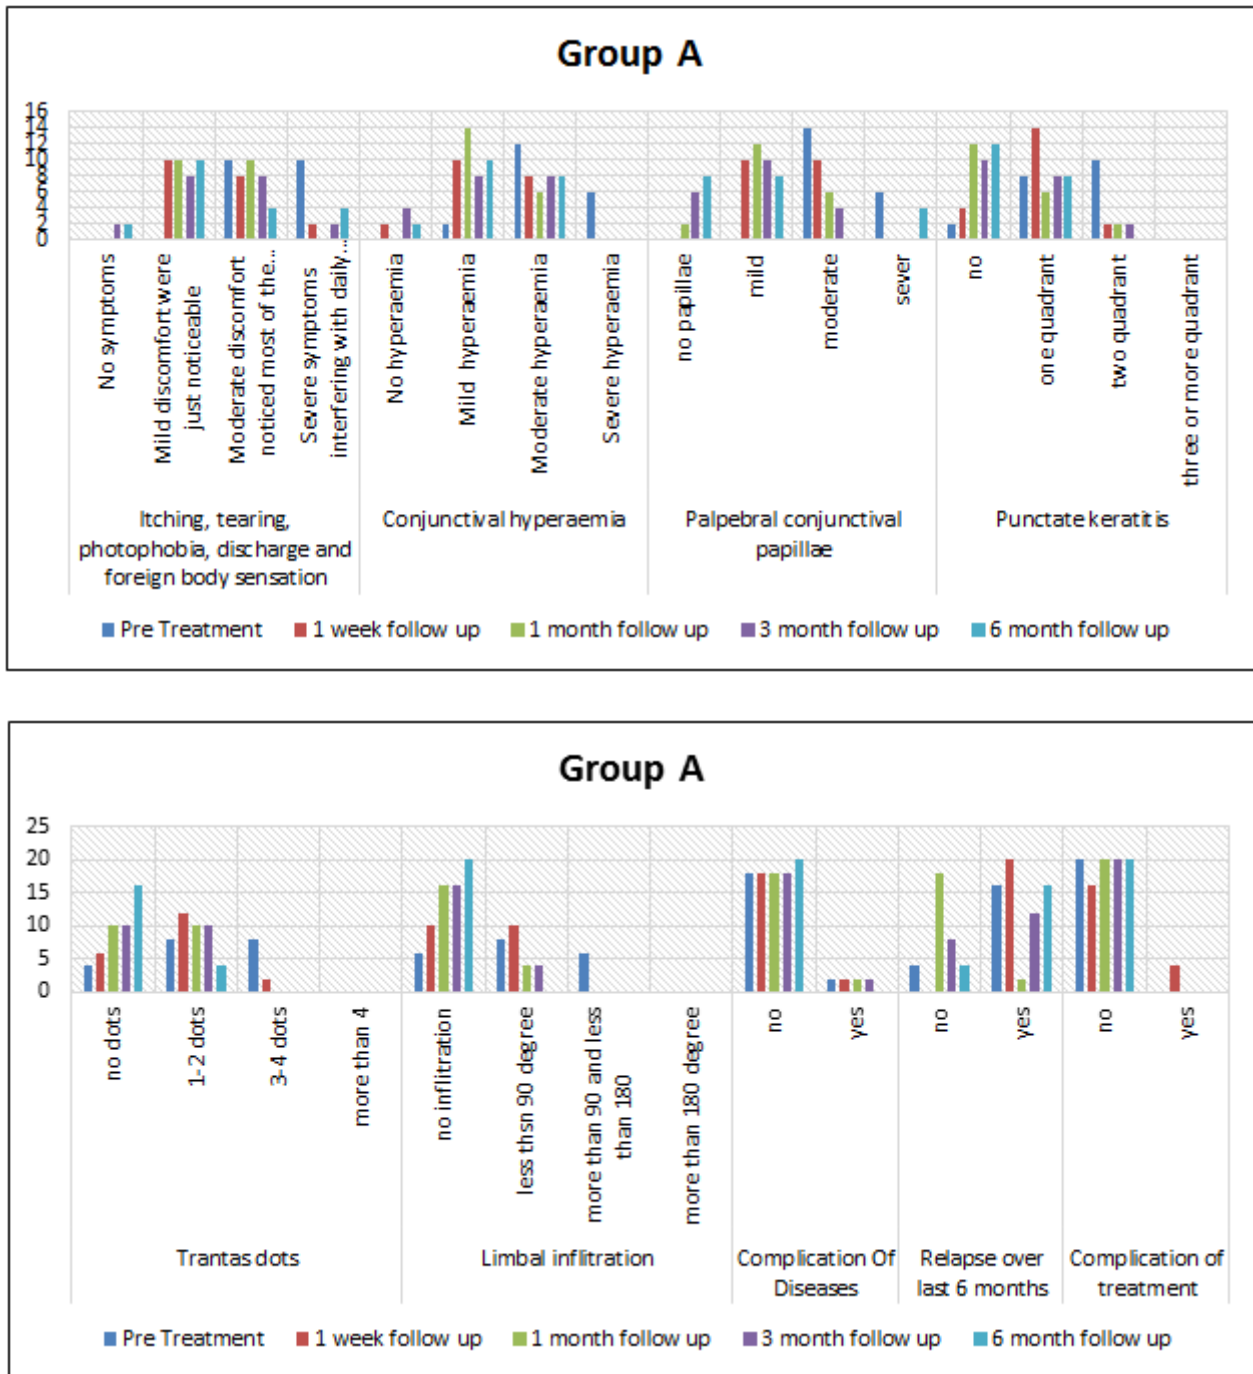 Group A
16
14
12
10
8
6
4
2
0
No symptoms
Mild discomfort were
just noticeable
Moderate discomfort
noticed most of the...
Severe symptoms
interfering with daily...
No hyperaemia
Mild hyperaemia
Moderate hyperaemia
Severe hyperaemia
no papillae
mild
moderate
sever
no
one quadrant
two quadrant
three or more quadrant
Itching, tearing,
photophobia, discharge and
foreign body sensation
Conjunctival hyperaemia
Palpebral conjunctival
papillae
Punctate keratitis
Pre Treatment 1 week follow up 1 month follow up 3 month follow up 6 month follow up
Group A
25
20
15
10
5
0
no dots
1-2 dots
3-4 dots
more than 4
no inflitration
less thsn 90 degree
more than 90 and less
than 180
more than 180 degree
no
yes
no
yes
no
yes
Trantas dots
Limbal inflitration
Complication Of
Diseases
Relapse over
last 6 months
Complication of
treatment
Pre Treatment 1 week follow up 1 month follow up 3 month follow up 6 month follow up